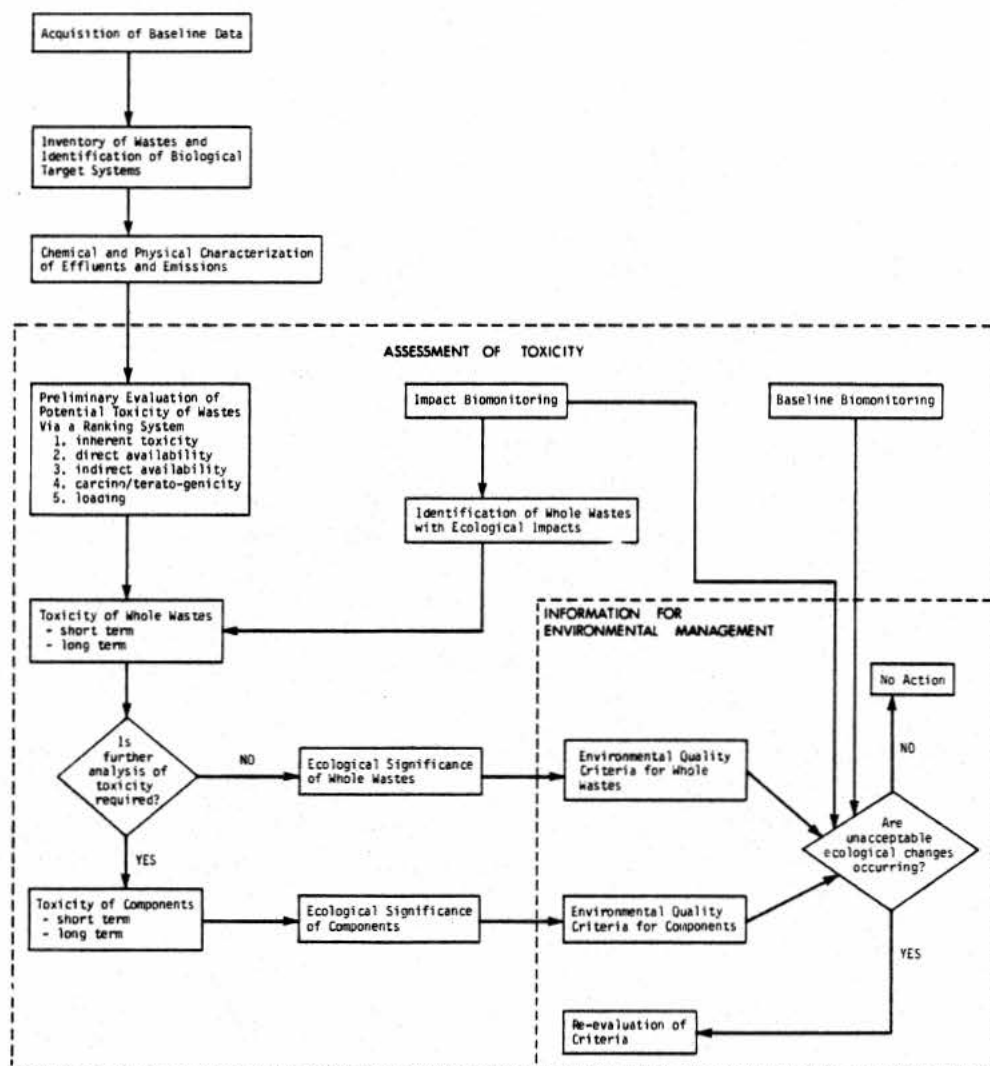 Acquisition of Baseline Data
Inventory of Wastes and
Identification of Biological
Target Systems
Chemical and Physical Characterization
of Effluents and Emissions
ASSESSMENT OF TOXICITY
Preliminary Evaluation of
Potential Toxicity of Wastes
Via a Ranking System
1. inherent toxicity
2. direct availability
3. indirect availability
4. carcino/terato-genicity
5. loading
Impact Biomonitoring
Baseline Biomonitoring
Identification of Whole Wastes
with Ecological Impacts
Toxicity of Whole Wastes
- short term
- long term
INFORMATION FOR
ENVIRONMENTAL MANAGEMENT
No Action
NO
Is
further
analysis of
toxicity
required?
NO
Ecological Significance
of Whole Wastes
Environmental Quality
Criteria for Whole
Wastes
Are
unacceptable
ecological changes
occurring?
YES
Toxicity of Components
- short term
- long term
Ecological Significance
of Components
Environmental Quality
Criteria for Components
YES
Re-evaluation of
Criteria